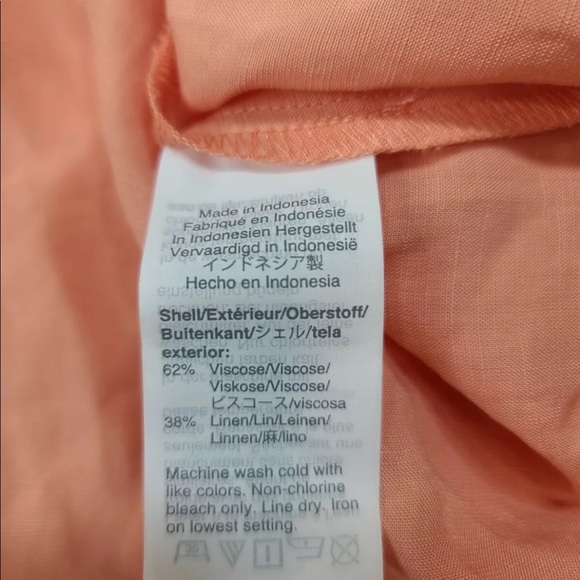 Made in Indonesia
Fabriqué en Indonésie
In Indonesien Hergestellt
Vervaardigd in Indonesië
インドネシア製
Hecho en Indonesia
Shell/Extérieur/Oberstoff/
Buitenkant/シェル/tela
exterior:
62% Viscose/Viscose/
Viskose/Viscose/
ビスコース/viscosa
38% Linen/Lin/Leinen/
Linnen/麻/lino
Machine wash cold with
like colors. Non-chlorine
bleach only. Line dry. Iron
on lowest setting.